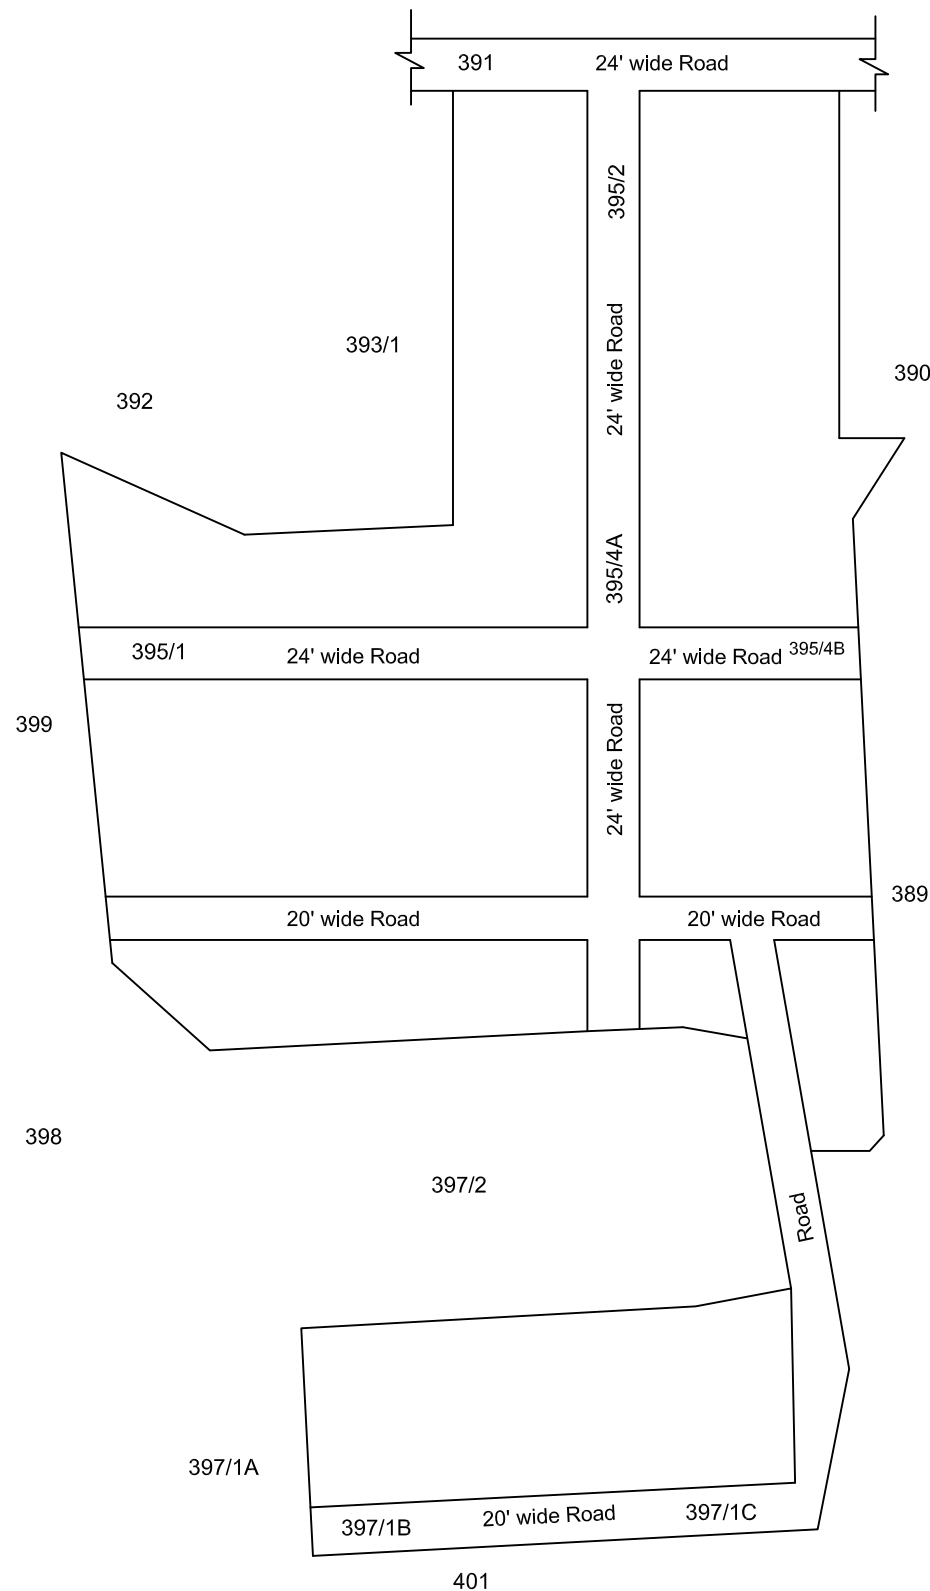 391
24' wide Road
395/2
24' wide Road
393/1
390
392
395/4A
395/1
24' wide Road
24' wide Road
395/4B
399
24' wide Road
389
20' wide Road
20' wide Road
398
397/2
Road
397/1A
397/1B
20' wide Road
397/1C
401